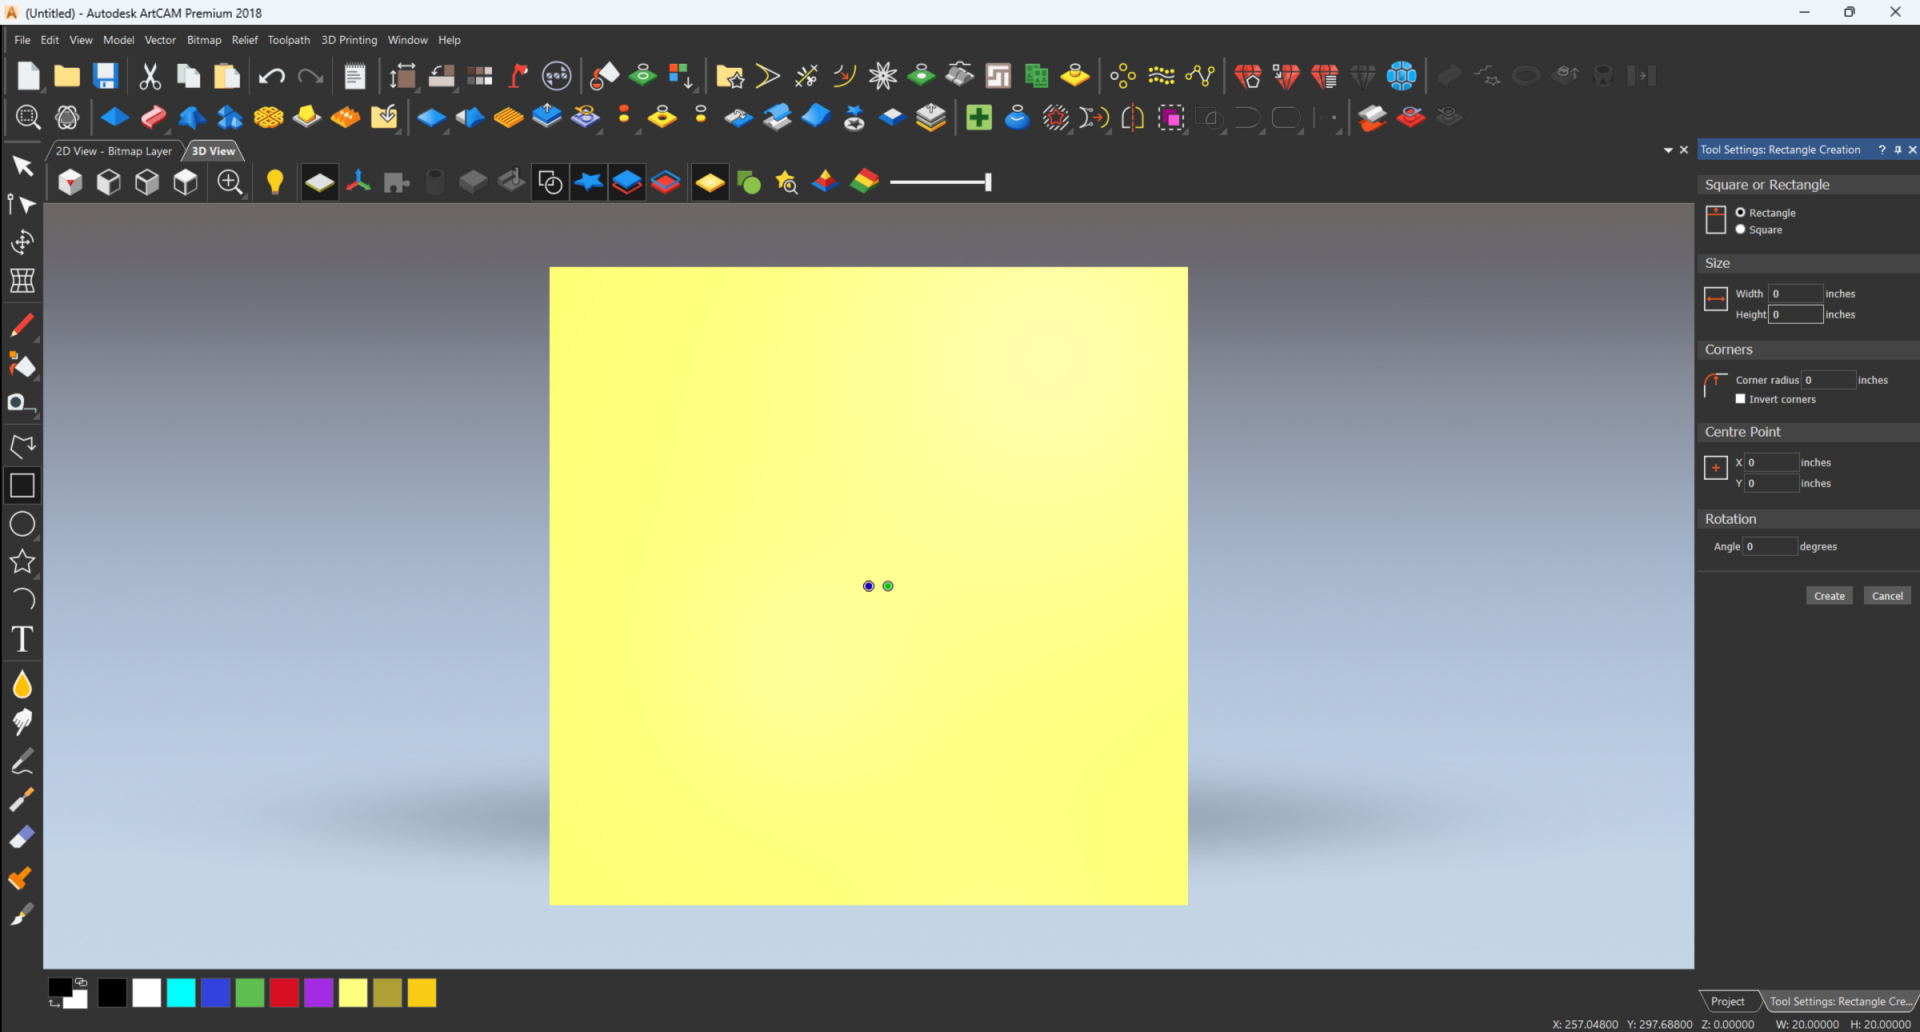 (Untitled) - Autodesk ArtCAM Premium 2018
File Edit View Model Vector Bitmap Relief Toolpath 3D Printing Window Help
2D View - Bitmap Layer 3D View
Tool Settings: Rectangle Creation
Square or Rectangle
Rectangle
Square
Size
Width 0 inches
Height 0 inches
Corners
Corner radius 0 inches
Invert corners
Centre Point
X 0 inches
Y 0 inches
Rotation
Angle 0 degrees
Create Cancel
Project Tool Settings: Rectangle Cre...
X: 257.04800 Y: 297.68800 Z: 0.00000 W: 20.00000 H: 20.00000